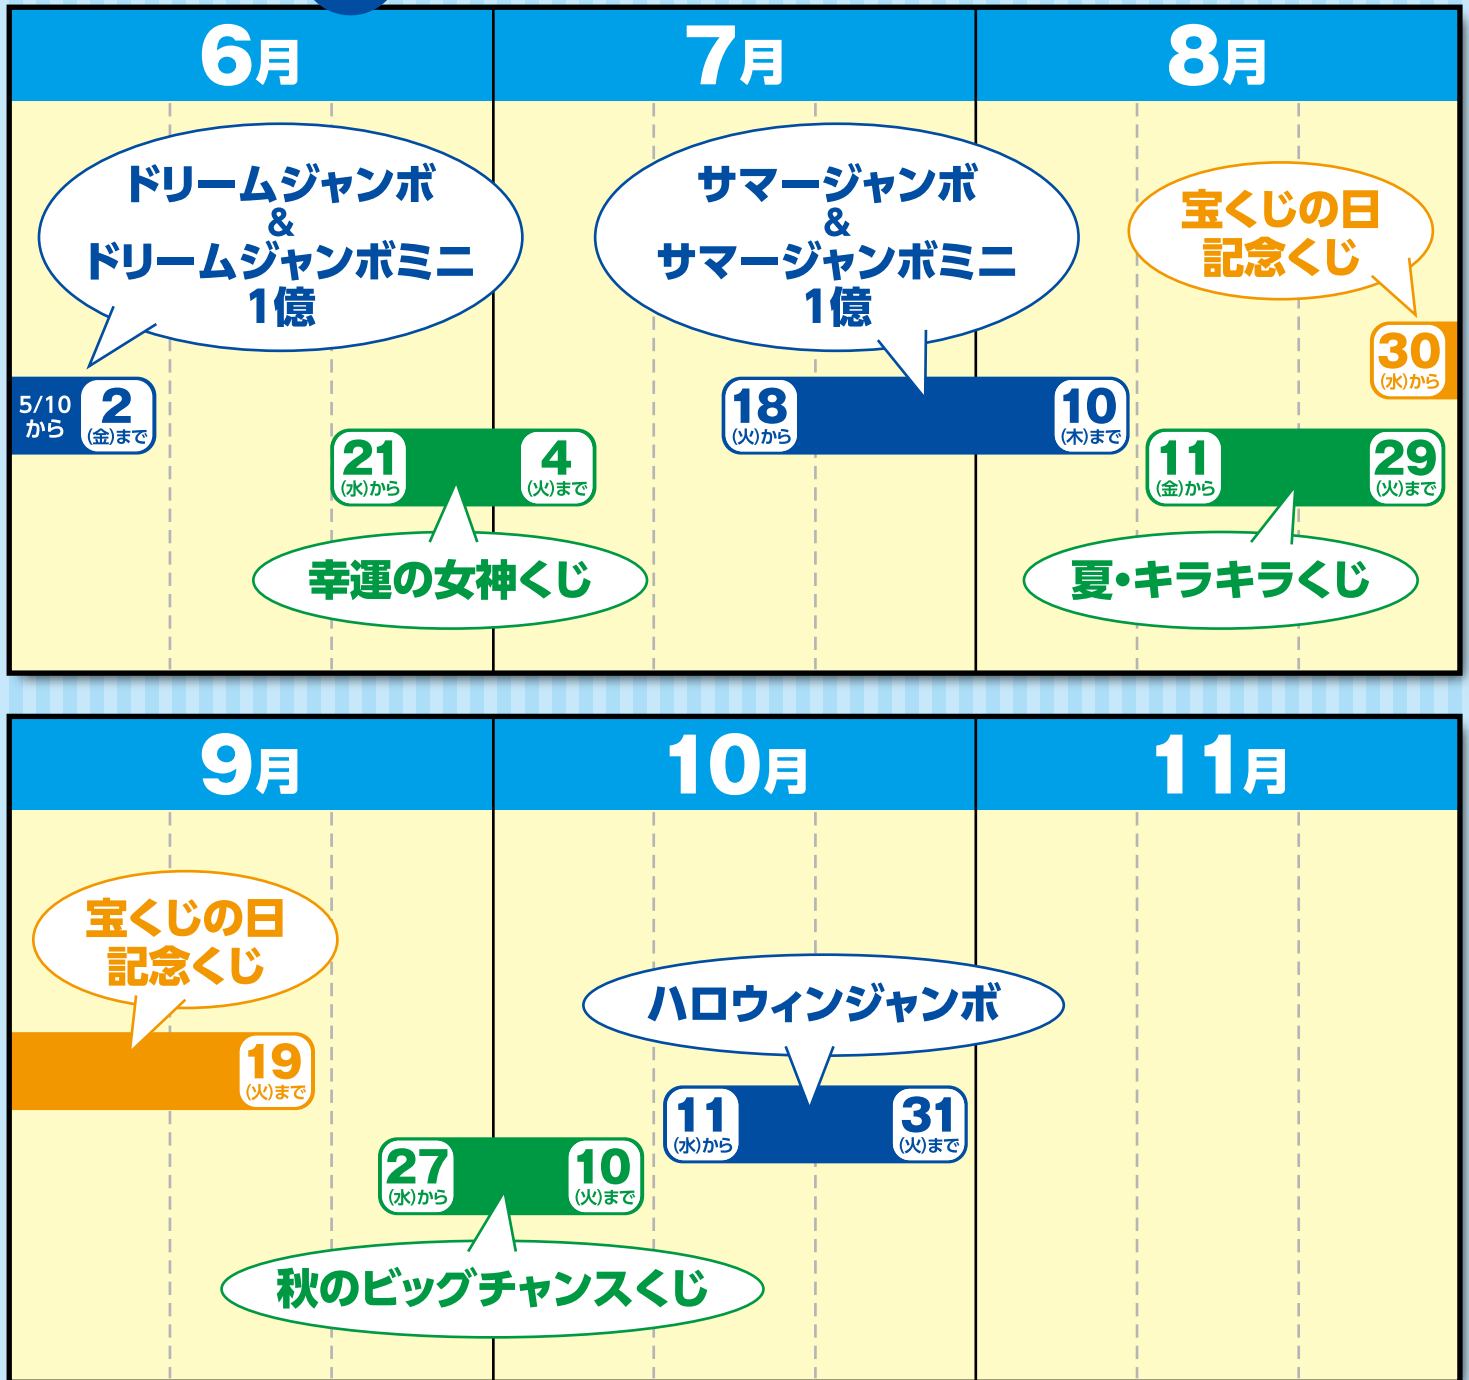 6月
7月
8月
ドリームジャンボ
&
ドリームジャンボミニ
1億
サマージャンボ
&
サマージャンボミニ
1億
宝くじの日
記念くじ
30
(水)から
5/10
から
2
(金)まで
18
(火)から
10
(木)まで
21
(水)から
4
(火)まで
11
(金)から
29
(火)まで
幸運の女神くじ
夏・キラキラくじ
9月
10月
11月
宝くじの日
記念くじ
19
(火)まで
ハロウィンジャンボ
11
(水)から
31
(火)まで
27
(水)から
10
(火)まで
秋のビッグチャンスくじ